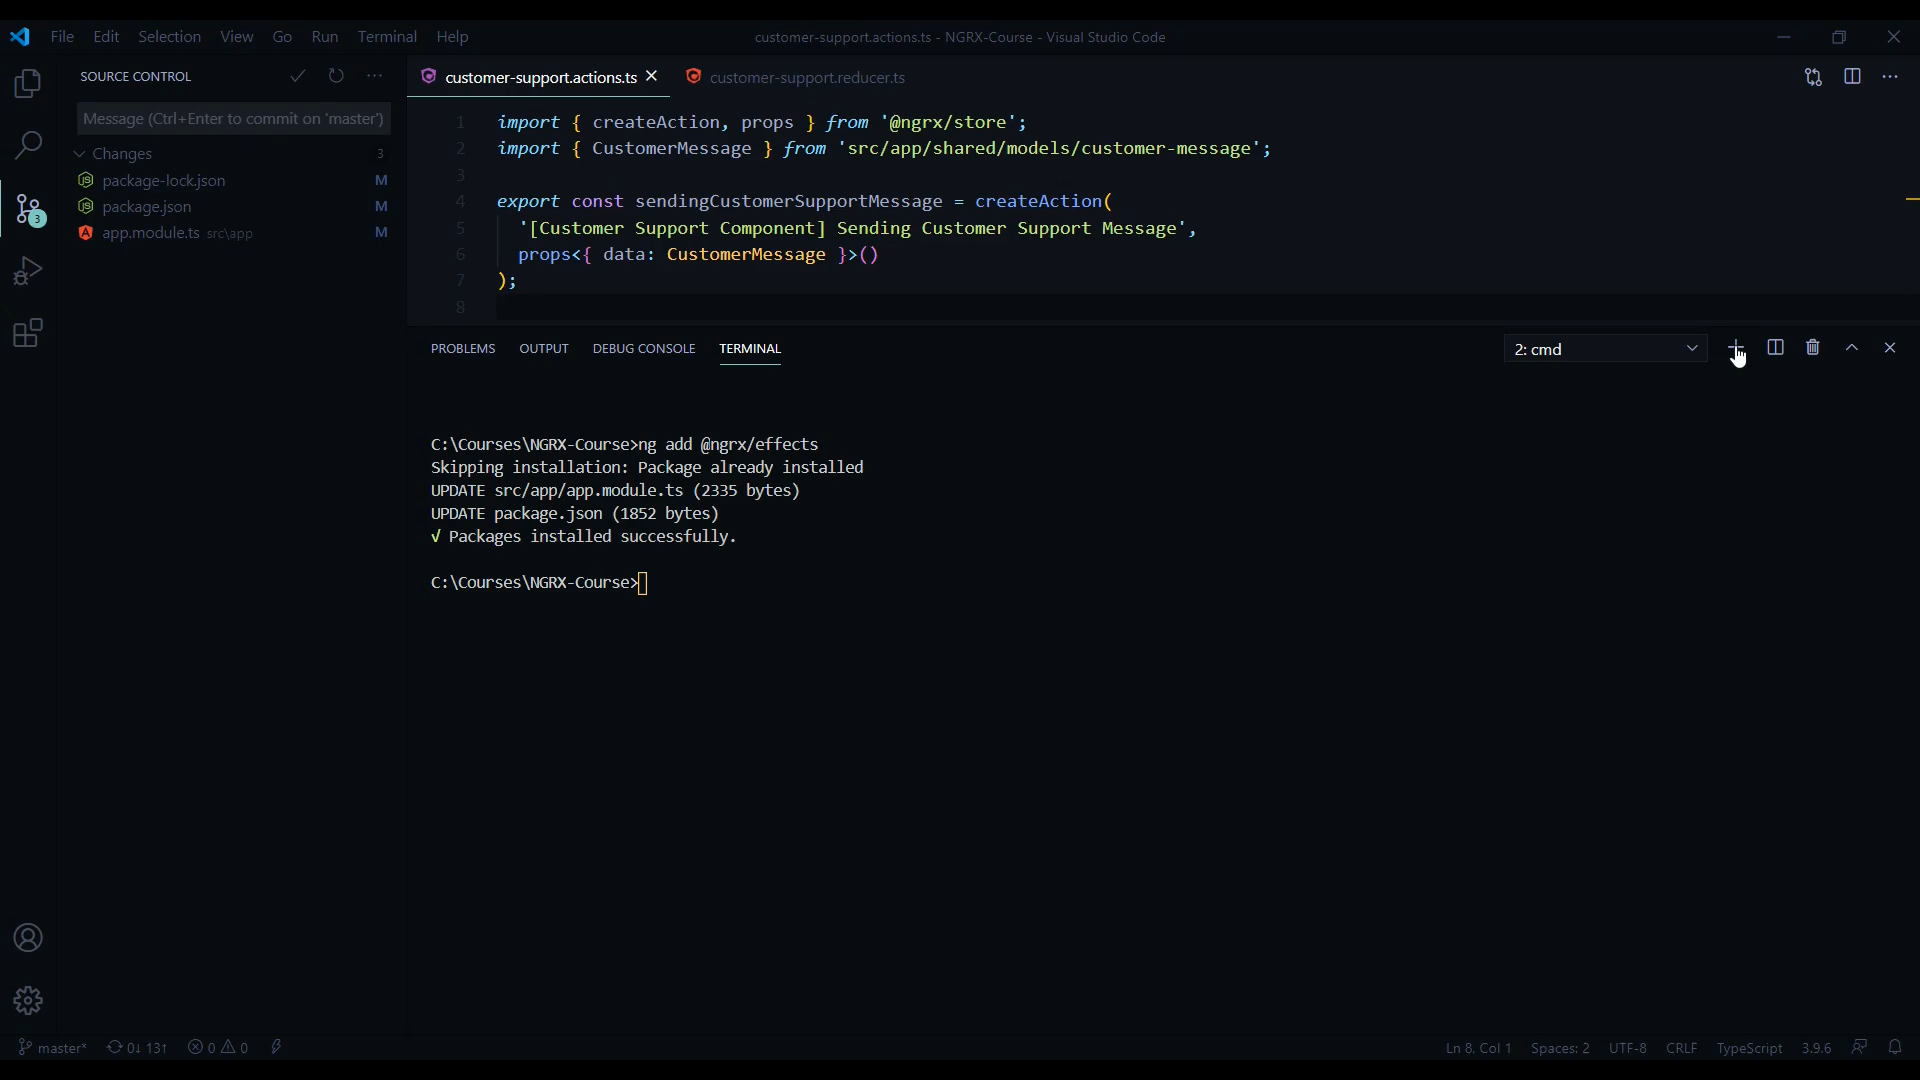 File Edit Selection View Go Run Terminal Help
customer-support.actions.ts - NGRX-Course - Visual Studio Code
SOURCE CONTROL
Message (Ctrl+Enter to commit on 'master')
Changes 3
package-lock.json M
package.json M
app.module.ts src\app M
3
customer-support.actions.ts customer-support.reducer.ts
1 import { createAction, props } from '@ngrx/store';
2 import { CustomerMessage } from 'src/app/shared/models/customer-message';
3
4 export const sendingCustomerSupportMessage = createAction(
5 '[Customer Support Component] Sending Customer Support Message',
6 props<{ data: CustomerMessage }>()
7 );
8
PROBLEMS OUTPUT DEBUG CONSOLE TERMINAL 2: cmd
C:\Courses\NGRX-Course>ng add @ngrx/effects
Skipping installation: Package already installed
UPDATE src/app/app.module.ts (2335 bytes)
UPDATE package.json (1852 bytes)
√ Packages installed successfully.
C:\Courses\NGRX-Course>
master* 0↓ 13↑ 0 0 Ln 8, Col 1 Spaces: 2 UTF-8 CRLF TypeScript 3.9.6